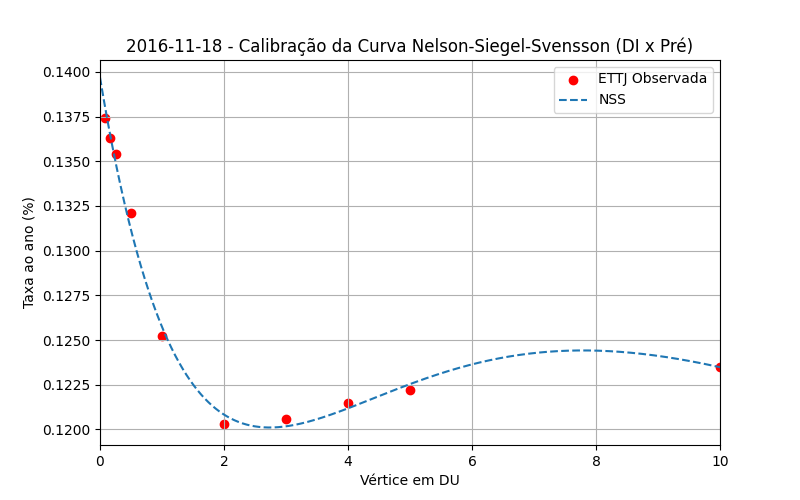 2016-11-18 - Calibração da Curva Nelson-Siegel-Svensson (DI x Pré)
ETTJ Observada
NSS
Taxa ao ano (%)
0.1400
0.1375
0.1350
0.1325
0.1300
0.1275
0.1250
0.1225
0.1200
0 2 4 6 8 10
Vértice em DU